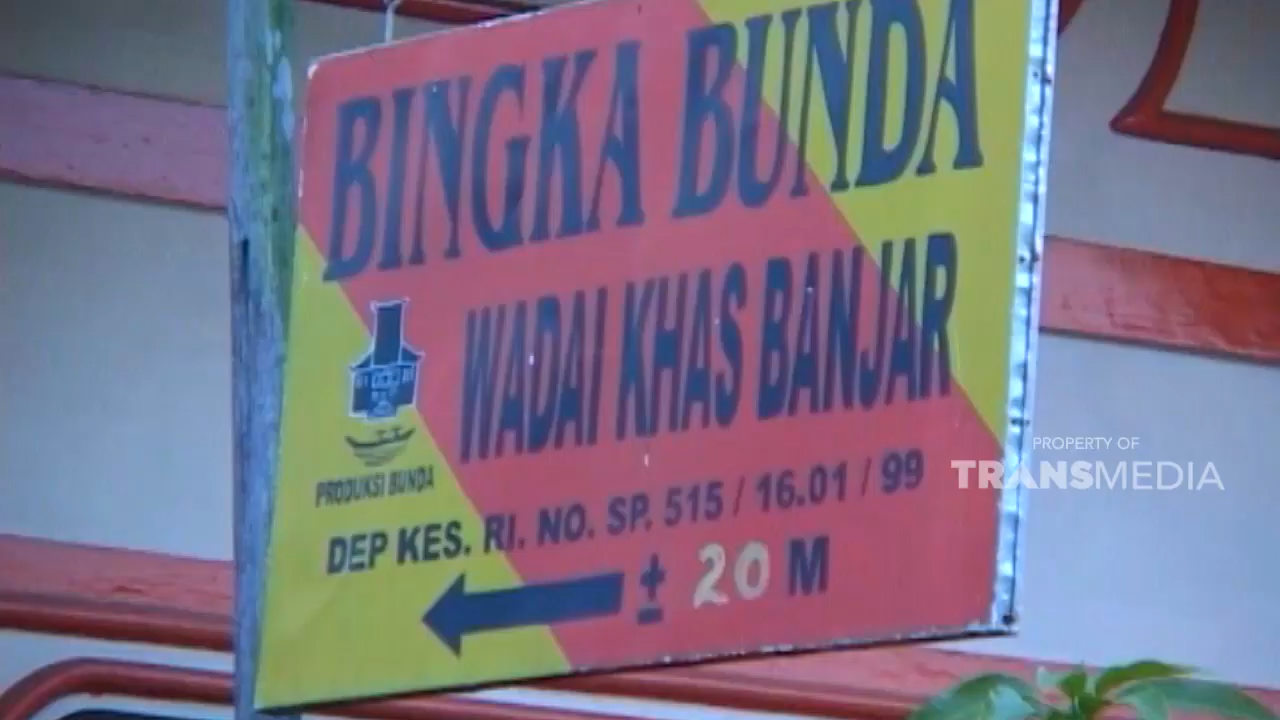 BINGKA BUNDA
WADAI KHAS BANJAR
PRODUKSI BUNDA
DEP KES. RI. NO. SP. 515 / 16.01 / 99
± 20 M
PROPERTY OF
TRANSMEDIA